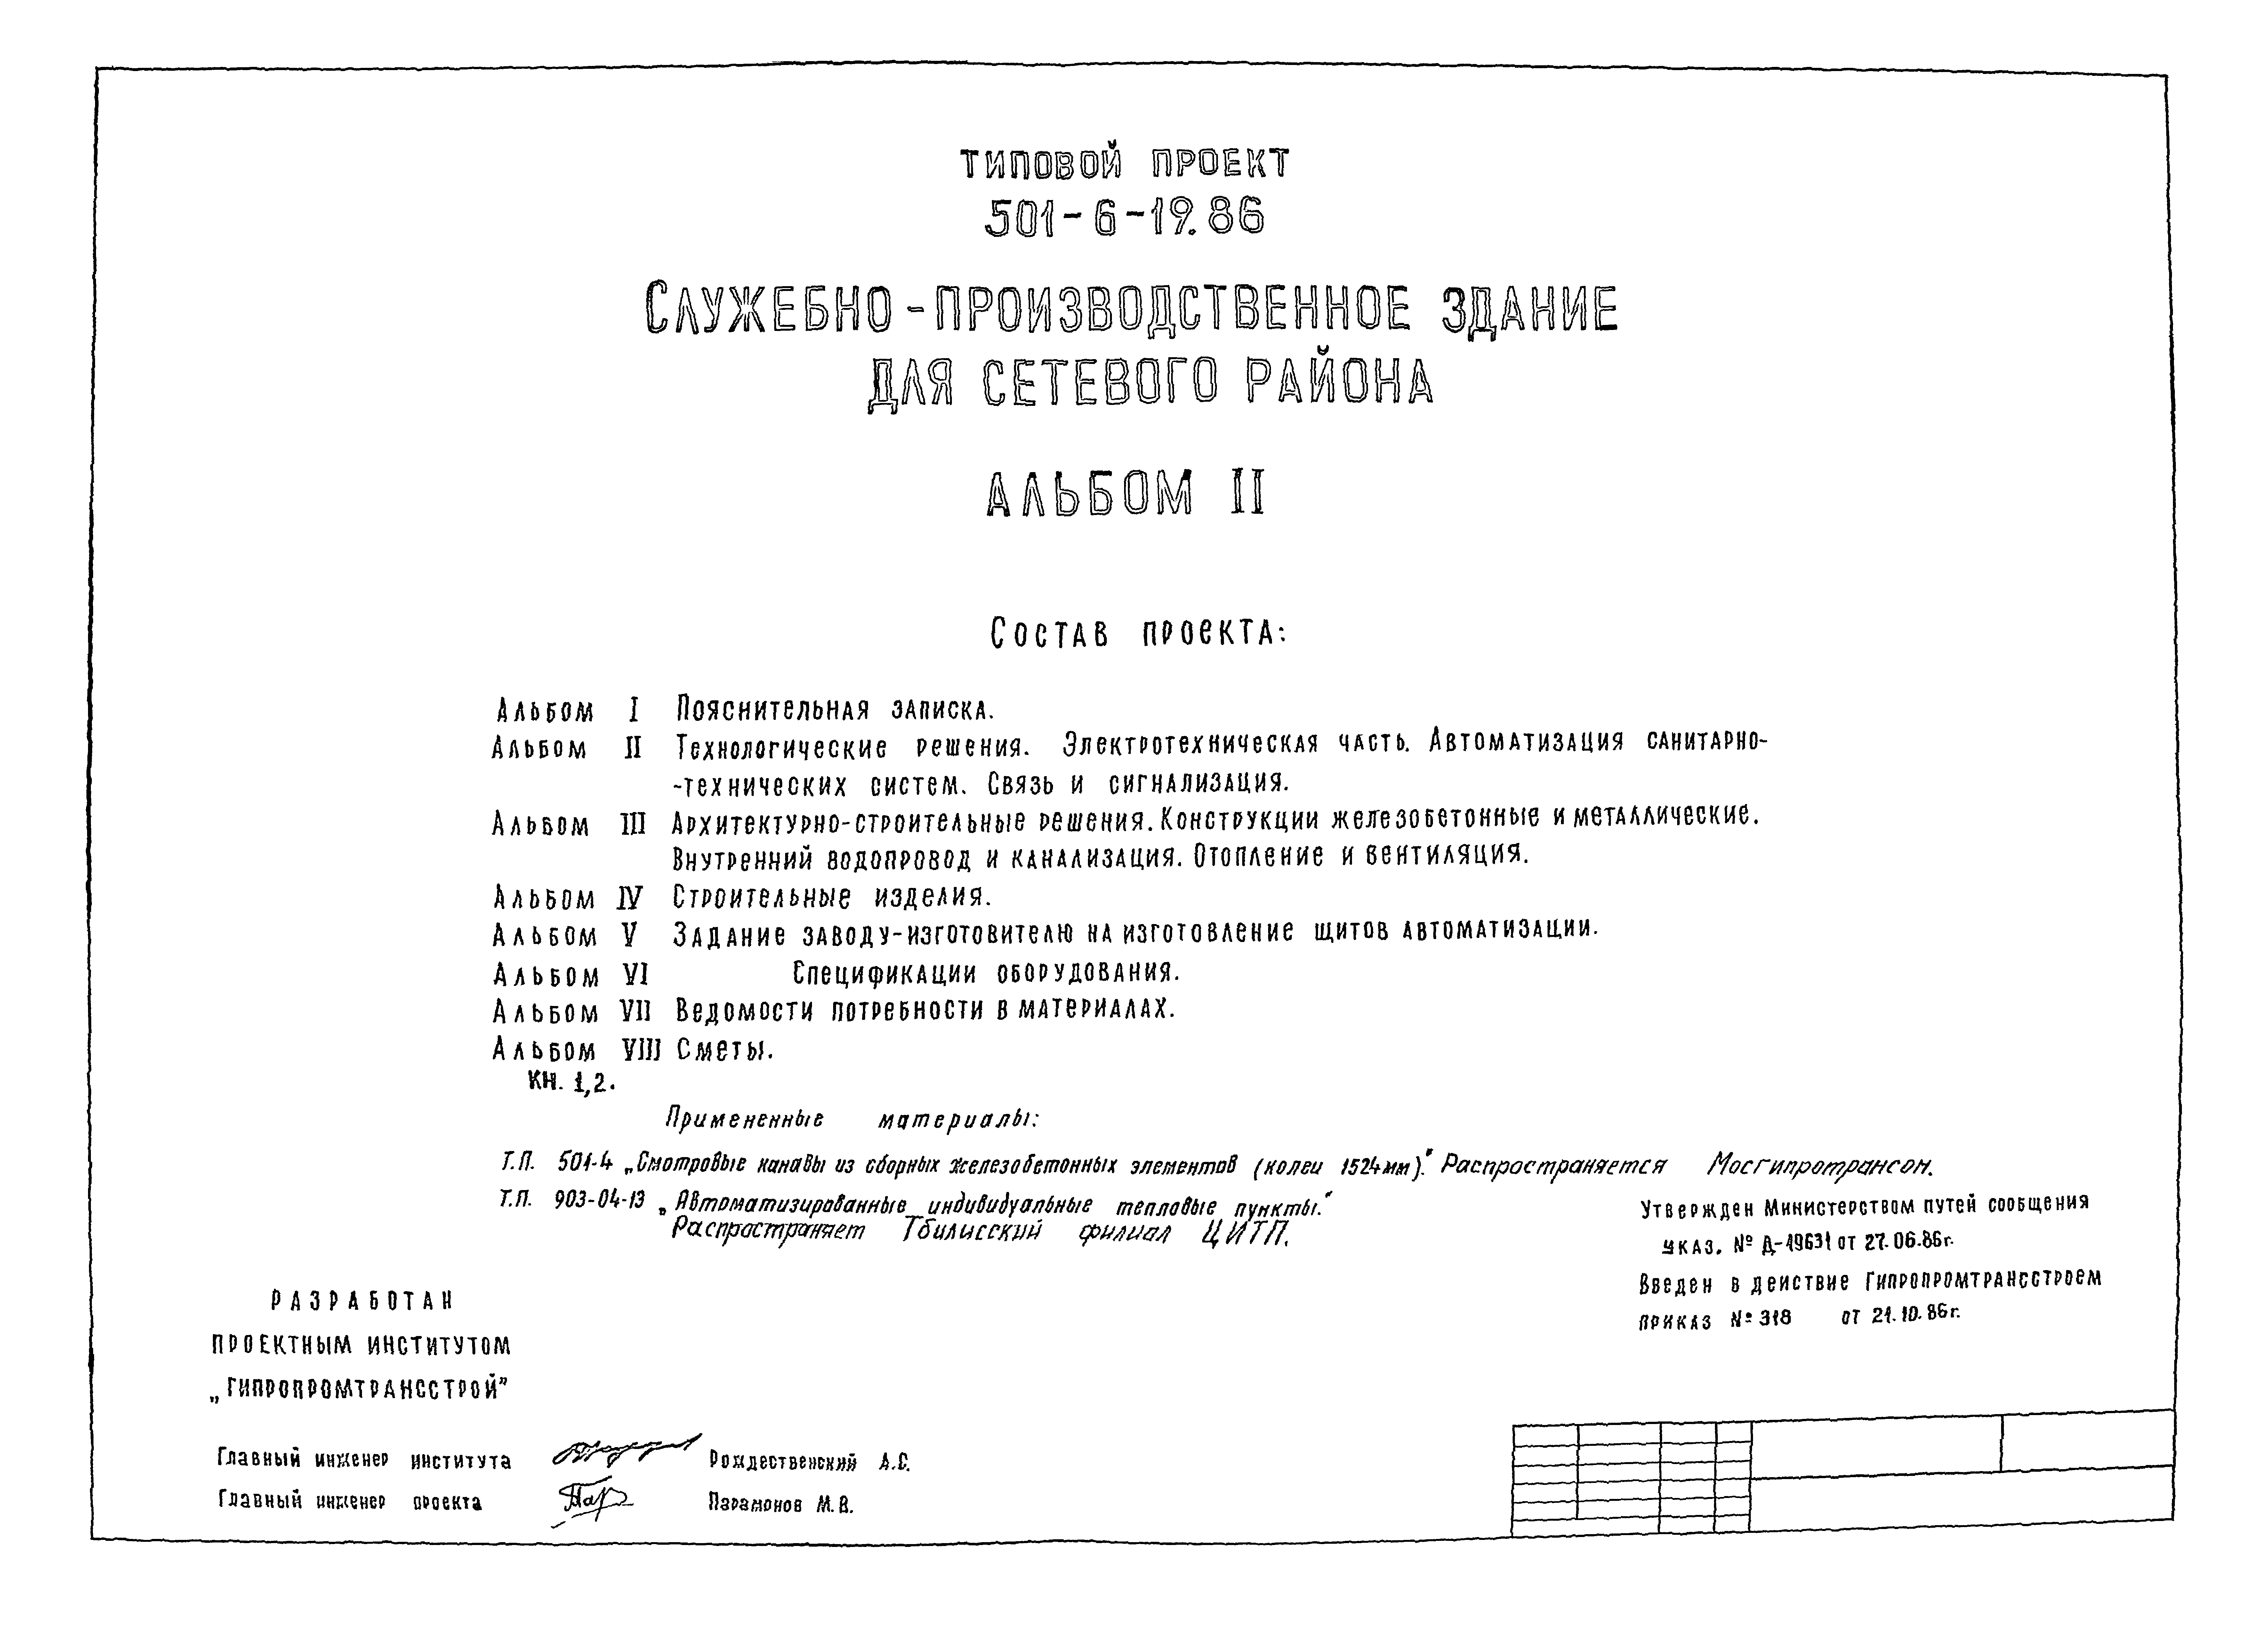 ТИПОВОЙ ПРОЕКТ
501-6-19.86
СЛУЖЕБНО-ПРОИЗВОДСТВЕННОЕ ЗДАНИЕ
ДЛЯ СЕТЕВОГО РАЙОНА
АЛЬБОМ II
СОСТАВ ПРОЕКТА:
АЛЬБОМ I ПОЯСНИТЕЛЬНАЯ ЗАПИСКА.
АЛЬБОМ II ТЕХНОЛОГИЧЕСКИЕ РЕШЕНИЯ. ЭЛЕКТРОТЕХНИЧЕСКАЯ ЧАСТЬ. АВТОМАТИЗАЦИЯ САНИТАРНО-
-ТЕХНИЧЕСКИХ СИСТЕМ. СВЯЗЬ И СИГНАЛИЗАЦИЯ.
АЛЬБОМ III АРХИТЕКТУРНО-СТРОИТЕЛЬНЫЕ РЕШЕНИЯ. КОНСТРУКЦИИ ЖЕЛЕЗОБЕТОННЫЕ И МЕТАЛЛИЧЕСКИЕ.
ВНУТРЕННИЙ ВОДОПРОВОД И КАНАЛИЗАЦИЯ. ОТОПЛЕНИЕ И ВЕНТИЛЯЦИЯ.
АЛЬБОМ IV СТРОИТЕЛЬНЫЕ ИЗДЕЛИЯ.
АЛЬБОМ V ЗАДАНИЕ ЗАВОДУ-ИЗГОТОВИТЕЛЮ НА ИЗГОТОВЛЕНИЕ ЩИТОВ АВТОМАТИЗАЦИИ.
АЛЬБОМ VI СПЕЦИФИКАЦИИ ОБОРУДОВАНИЯ.
АЛЬБОМ VII ВЕДОМОСТИ ПОТРЕБНОСТИ В МАТЕРИАЛАХ.
АЛЬБОМ VIII СМЕТЫ.
КН. 1,2.
Примененные материалы:
Т.П. 501-4 „Смотровые канавы из сборных железобетонных элементов (колеи 1524мм)." Распространяется Мосгипротрансом.
Т.П. 903-04-13 „Автоматизированные индивидуальные тепловые пункты."
Распространяет Тбилисский филиал ЦИТП.
УТВЕРЖДЕН МИНИСТЕРСТВОМ ПУТЕЙ СООБЩЕНИЯ
УКАЗ. № Д-19631 ОТ 27.06.86г.
ВВЕДЕН В ДЕЙСТВИЕ ГИПРОПРОМТРАНССТРОЕМ
ПРИКАЗ № 318 ОТ 21.10.86г.
РАЗРАБОТАН
ПРОЕКТНЫМ ИНСТИТУТОМ
„ГИПРОПРОМТРАНССТРОЙ"
Главный инженер института Рождественский А.С.
Главный инженер проекта Парамонов М.В.